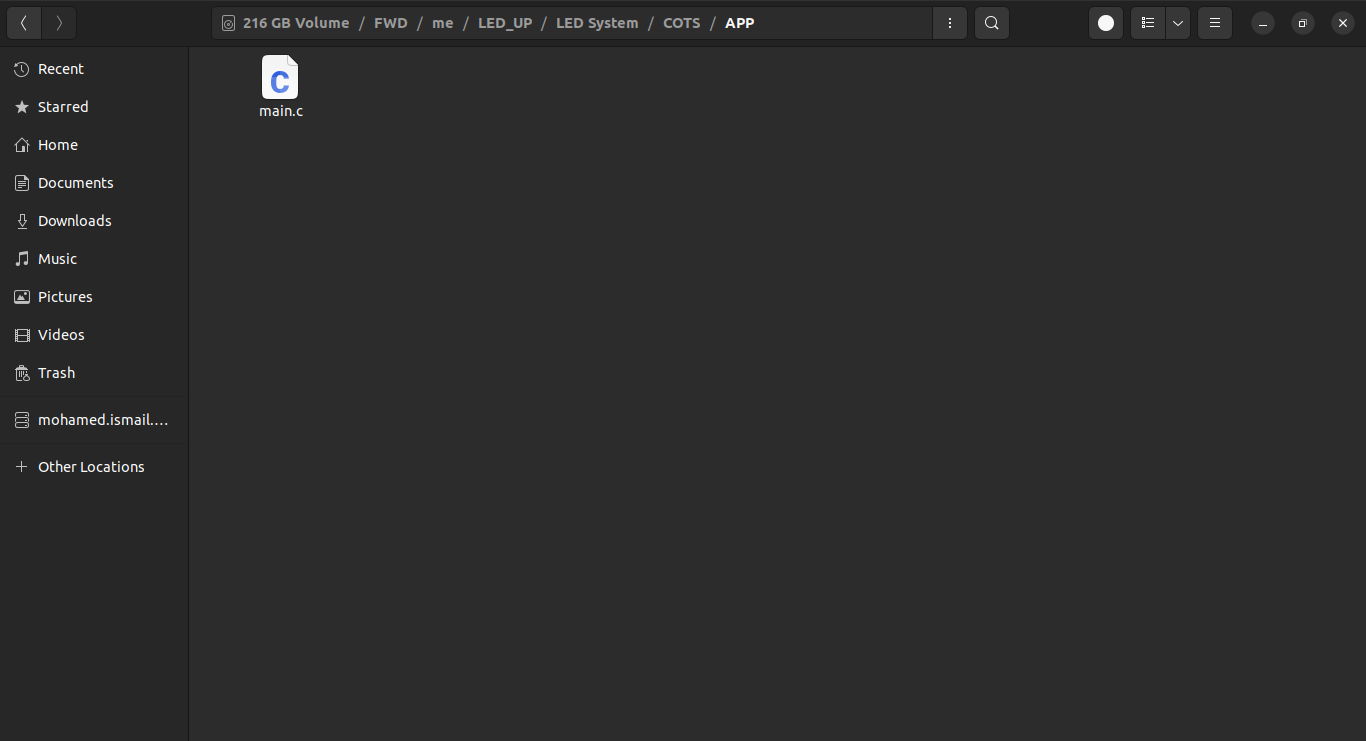 216 GB Volume / FWD / me / LED_UP / LED System / COTS / APP
Recent
Starred
Home
Documents
Downloads
Music
Pictures
Videos
Trash
mohamed.ismail....
Other Locations
C
main.c